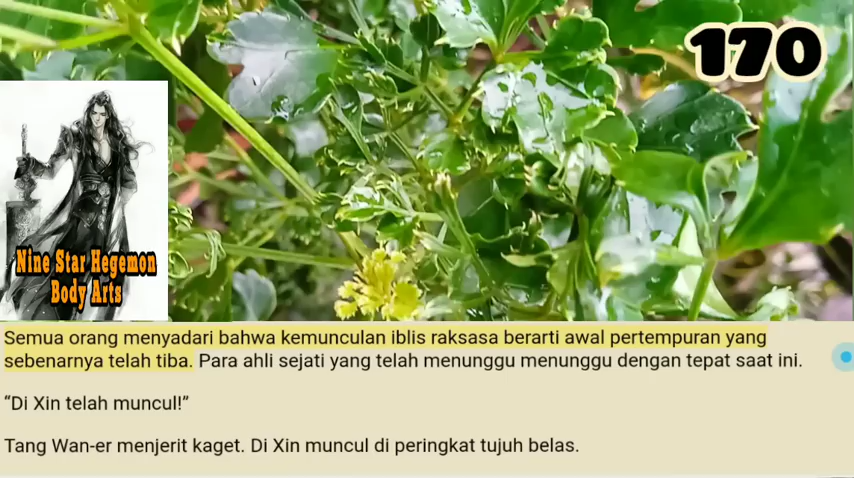 170
Nine Star Hegemon
Body Arts
Semua orang menyadari bahwa kemunculan iblis raksasa berarti awal pertempuran yang
sebenarnya telah tiba. Para ahli sejati yang telah menunggu menunggu dengan tepat saat ini.
“Di Xin telah muncul!”
Tang Wan-er menjerit kaget. Di Xin muncul di peringkat tujuh belas.